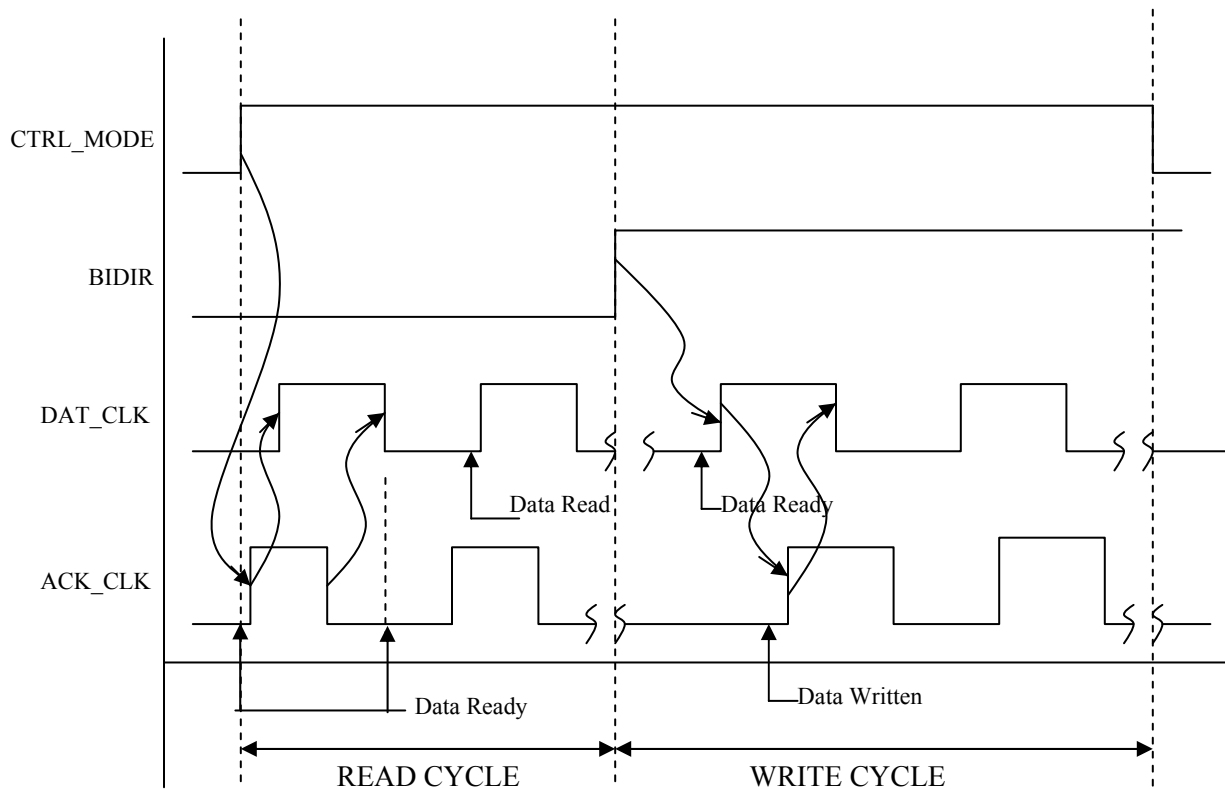 CTRL_MODE
BIDIR
DAT_CLK
Data Read
Data Ready
ACK_CLK
Data Ready
Data Written
READ CYCLE
WRITE CYCLE